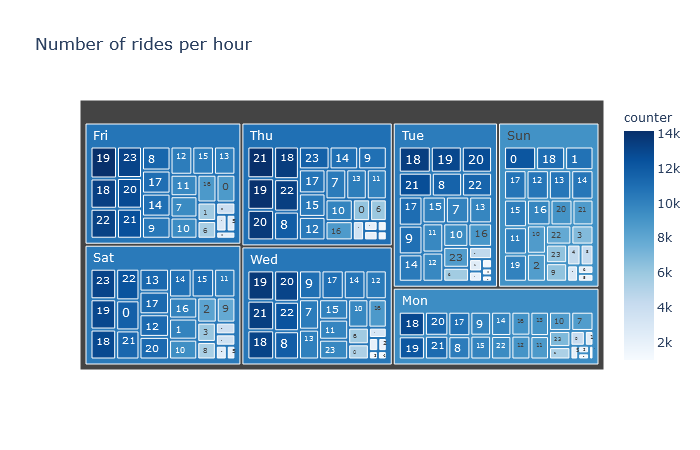 Number of rides per hour
Fri
19 23 8 12 15 13
18 20 17 11 16 0
22 21 14 7 1
9 10 6
Thu
21 18 23 14 9
19 22 17 7 13 11
20 8 15 10 0 6
12 16
Tue
18 19 20
21 8 22
17 15 7 13
9 11 10 16
14 12 23
Sun
0 18 1
17 12 13 14
15 16 20 21
11 10 22 3
19 2 23
9
Sat
23 22 13 14 15 11
19 0 17 16 2 9
18 21 12 1 3
20 10 8
Wed
19 20 9 17 14 12
21 22 7 15 10 16
18 8 13 11
23
Mon
18 20 17 9 14 16 15 10 7
19 21 8 15 22 12 11 23
counter
14k
12k
10k
8k
6k
4k
2k